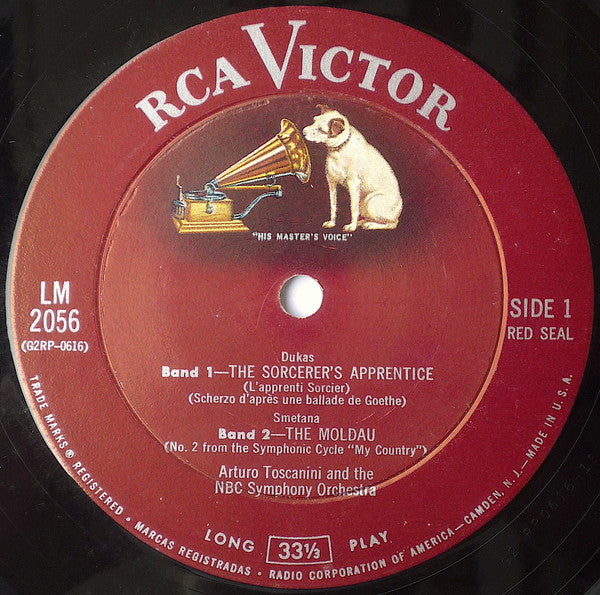 RCA VICTOR
"HIS MASTER'S VOICE"
LM
2056
(G2RP-0616)
SIDE 1
RED SEAL
Dukas
Band 1—THE SORCERER'S APPRENTICE
(L'apprenti Sorcier)
(Scherzo d'après une ballade de Goethe)
Smetana
Band 2—THE MOLDAU
(No. 2 from the Symphonic Cycle "My Country")
Arturo Toscanini and the
NBC Symphony Orchestra
LONG 33⅓ PLAY
TRADE MARKS ® REGISTERED • MARCAS REGISTRADAS • RADIO CORPORATION OF AMERICA—CAMDEN, N. J.—MADE IN U.S.A.